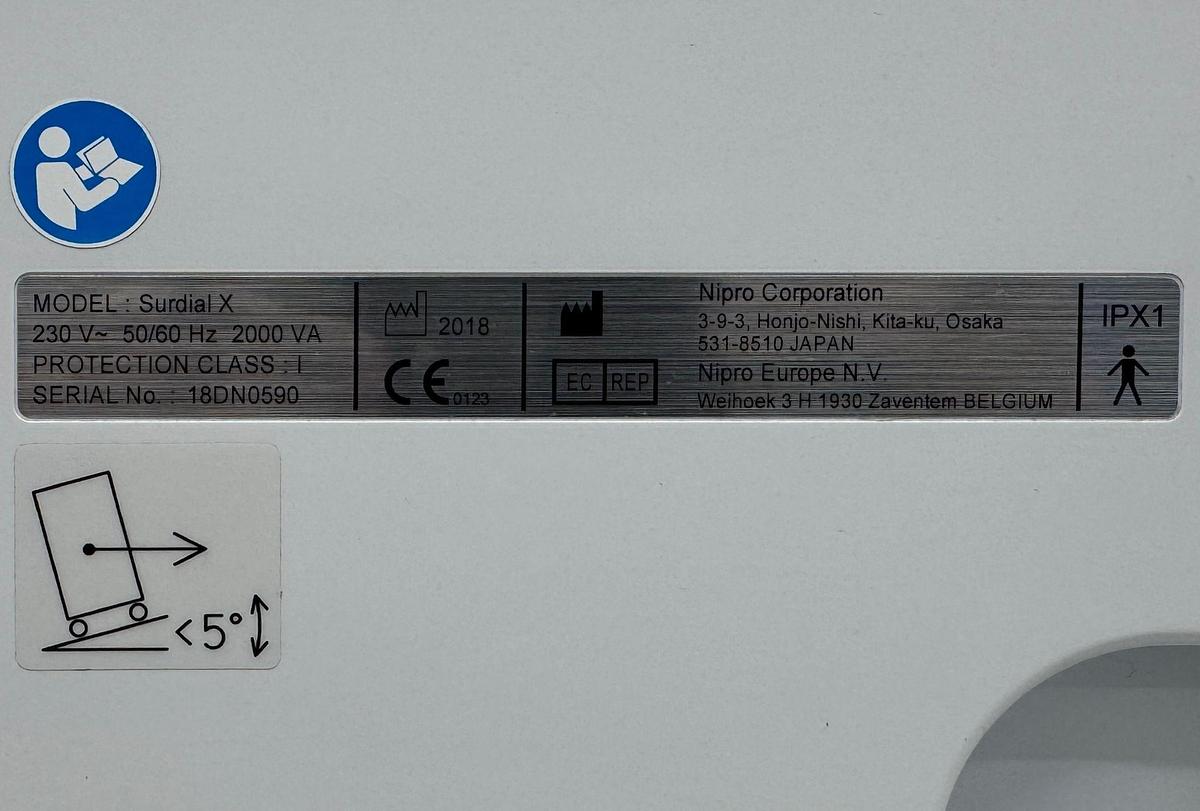 MODEL : Surdial X
230 V~ 50/60 Hz 2000 VA
PROTECTION CLASS : I
SERIAL No. : 18DN0590
2018
CE 0123
EC REP
Nipro Corporation
3-9-3, Honjo-Nishi, Kita-ku, Osaka
531-8510 JAPAN
Nipro Europe N.V.
Weihoek 3 H 1930 Zaventem BELGIUM
IPX1
<5°